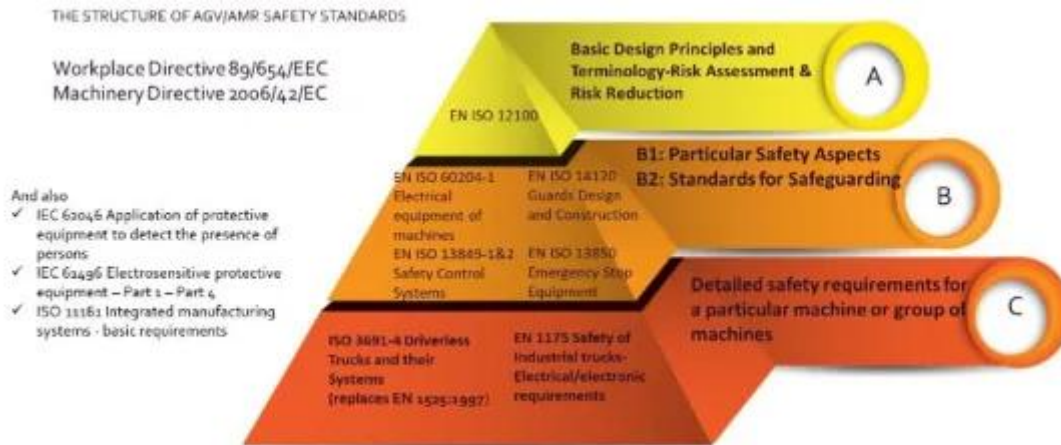 THE STRUCTURE OF AGV/AMR SAFETY STANDARDS
Workplace Directive 89/654/EEC
Machinery Directive 2006/42/EC
And also
✓ IEC 62046 Application of protective
equipment to detect the presence of
persons
✓ IEC 61496 Electrosensitive protective
equipment – Part 1 – Part 4
✓ ISO 11161 Integrated manufacturing
systems - basic requirements
EN ISO 12100
Basic Design Principles and
Terminology-Risk Assessment &
Risk Reduction
A
EN ISO 60204-1
Electrical
equipment of
machines
EN ISO 13849-1&2
Safety Control
Systems
EN ISO 14120
Guards Design
and Construction
EN ISO 13850
Emergency Stop
Equipment
B1: Particular Safety Aspects
B2: Standards for Safeguarding
B
ISO 3691-4 Driverless
Trucks and their
Systems
(replaces EN 1525:1997)
EN 1175 Safety of
Industrial trucks-
Electrical/electronic
requirements
Detailed safety requirements for
a particular machine or group of
machines
C